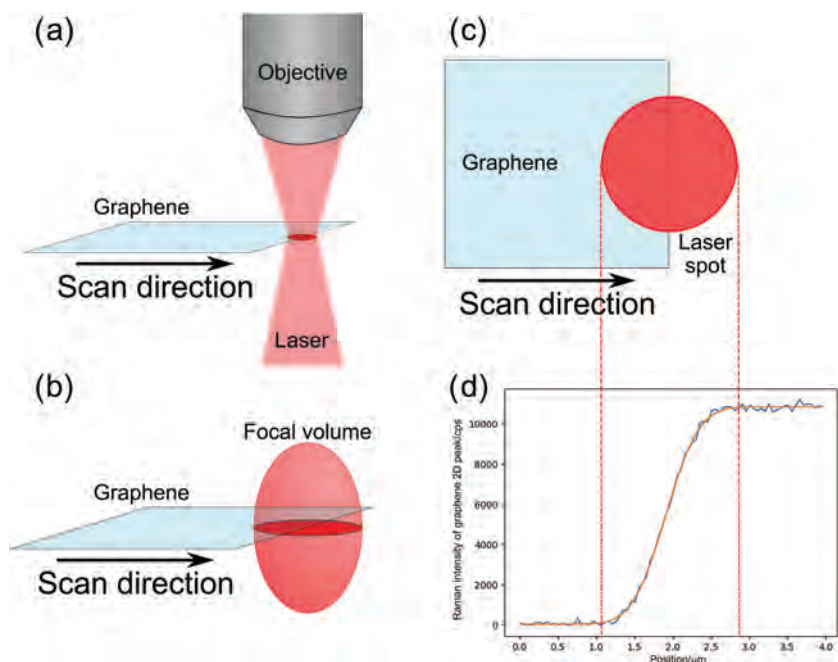 (a)
Objective
Graphene
Scan direction
Laser
(b)
Focal volume
Graphene
Scan direction
(c)
Graphene
Laser
spot
Scan direction
(d)
Raman intensity of graphene 2D peak/cps
10000
8000
6000
4000
2000
0
0.0 0.5 1.0 1.5 2.0 2.5 3.0 3.5 4.0
Position/μm